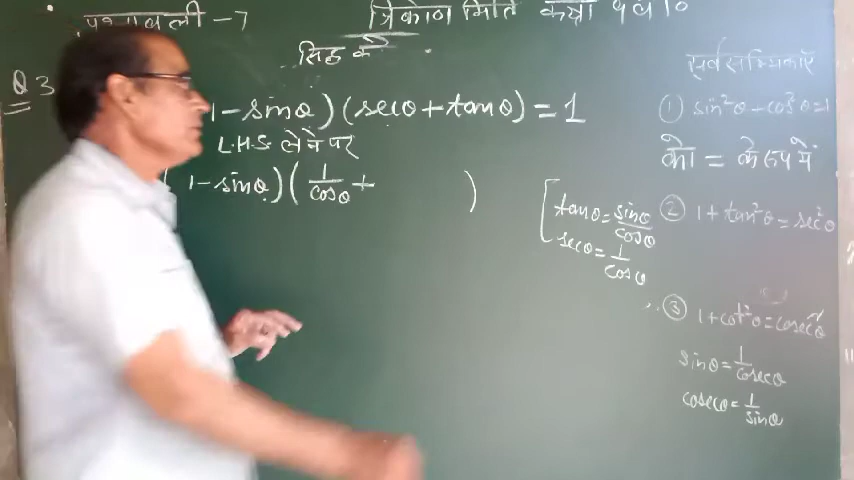 प्रश्नावली-7
त्रिकोणमिति कक्षा 9 व 10
सिद्ध करें
Q 3
1-sinθ) (secθ+tanθ) = 1
L.H.S. लेने पर
1-sinθ) (1/cosθ + )
[tanθ = sinθ/cosθ
secθ = 1/cosθ
सर्वसमिकाएँ
① sin²θ - cos²θ = 1
को = के रूप में
② 1+tan²θ = sec²θ
③ 1+cot²θ = cosec²θ
sinθ = 1/cosecθ
cosecθ = 1/sinθ